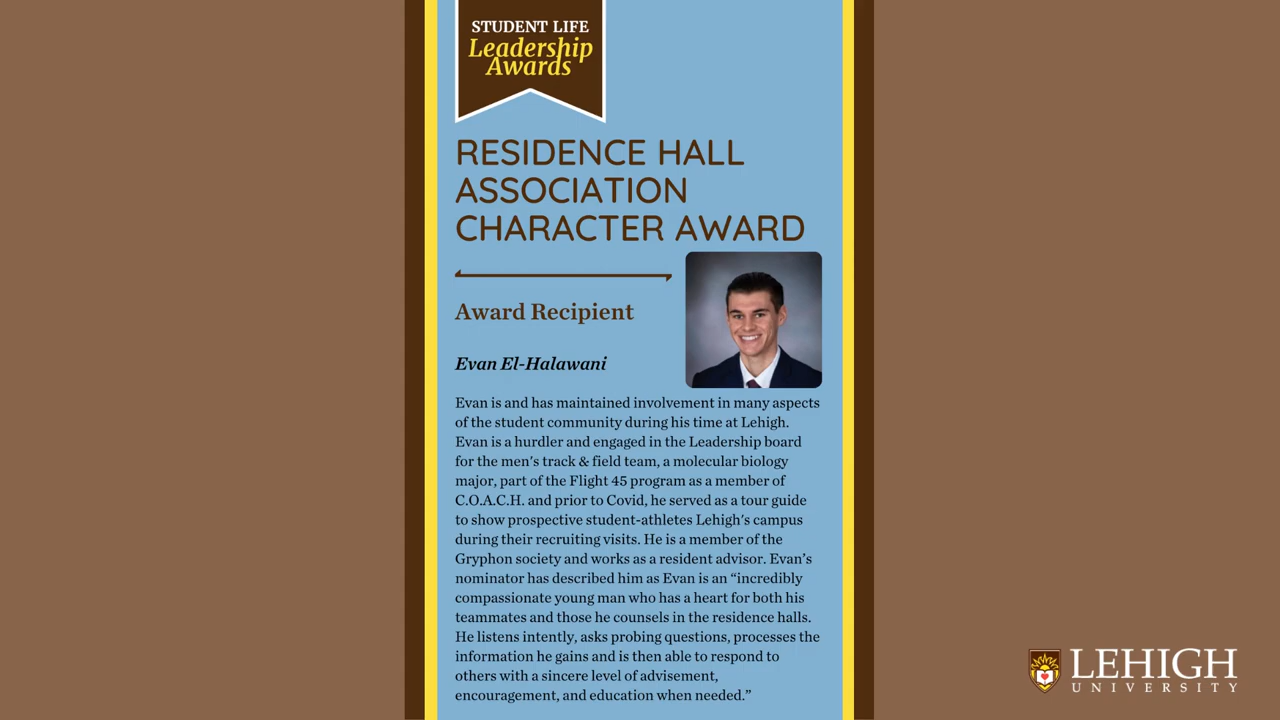 STUDENT LIFE
Leadership
Awards
RESIDENCE HALL
ASSOCIATION
CHARACTER AWARD
Award Recipient
Evan El-Halawani
Evan is and has maintained involvement in many aspects
of the student community during his time at Lehigh.
Evan is a hurdler and engaged in the Leadership board
for the men's track & field team, a molecular biology
major, part of the Flight 45 program as a member of
C.O.A.C.H. and prior to Covid, he served as a tour guide
to show prospective student-athletes Lehigh's campus
during their recruiting visits. He is a member of the
Gryphon society and works as a resident advisor. Evan's
nominator has described him as Evan is an “incredibly
compassionate young man who has a heart for both his
teammates and those he counsels in the residence halls.
He listens intently, asks probing questions, processes the
information he gains and is then able to respond to
others with a sincere level of advisement,
encouragement, and education when needed.”
LEHIGH
UNIVERSITY